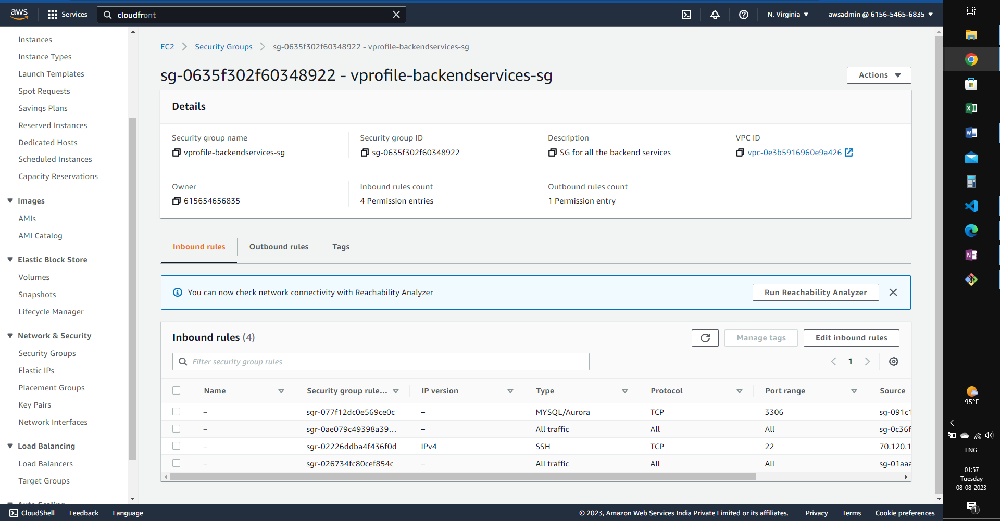 aws
Services
cloudfront
N. Virginia
awsadmin @ 6156-5465-6835
Instances
Instance Types
Launch Templates
Spot Requests
Savings Plans
Reserved Instances
Dedicated Hosts
Scheduled Instances
Capacity Reservations
Images
AMIs
AMI Catalog
Elastic Block Store
Volumes
Snapshots
Lifecycle Manager
Network & Security
Security Groups
Elastic IPs
Placement Groups
Key Pairs
Network Interfaces
Load Balancing
Load Balancers
Target Groups
Auto Scaling
EC2 Security Groups sg-0635f302f60348922 - vprofile-backendservices-sg
sg-0635f302f60348922 - vprofile-backendservices-sg
Actions
Details
Security group name Security group ID Description VPC ID
vprofile-backendservices-sg sg-0635f302f60348922 SG for all the backend services vpc-0e3b5916960e9a426
Owner Inbound rules count Outbound rules count
615654656835 4 Permission entries 1 Permission entry
Inbound rules Outbound rules Tags
You can now check network connectivity with Reachability Analyzer Run Reachability Analyzer
Inbound rules (4) Manage tags Edit inbound rules
Filter security group rules 1
Name Security group rule... IP version Type Protocol Port range Source
– sgr-077f12dc0e569ce0c – MYSQL/Aurora TCP 3306 sg-091c1
– sgr-0ae079c49398a39... – All traffic All All sg-0c36f
– sgr-02226ddba4f436f0d IPv4 SSH TCP 22 70.120.1
– sgr-026734fc80cef854c – All traffic All All sg-01aaa
95°F
ENG
01:57
Tuesday
08-08-2023
1
CloudShell Feedback Language © 2023, Amazon Web Services India Private Limited or its affiliates. Privacy Terms Cookie preferences